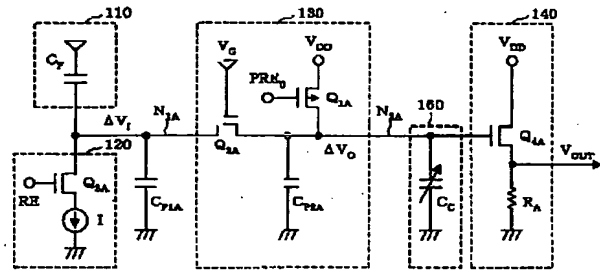 110
130
140
C_F
V_G
V_DD
V_DD
PRE_0
Q_1A
160
ΔV_I
N_1A
N_2A
120
Q_2A
ΔV_O
Q_4A
V_OUT
Q_3A
RE
C_P1A
C_P2A
C_C
R_A
I